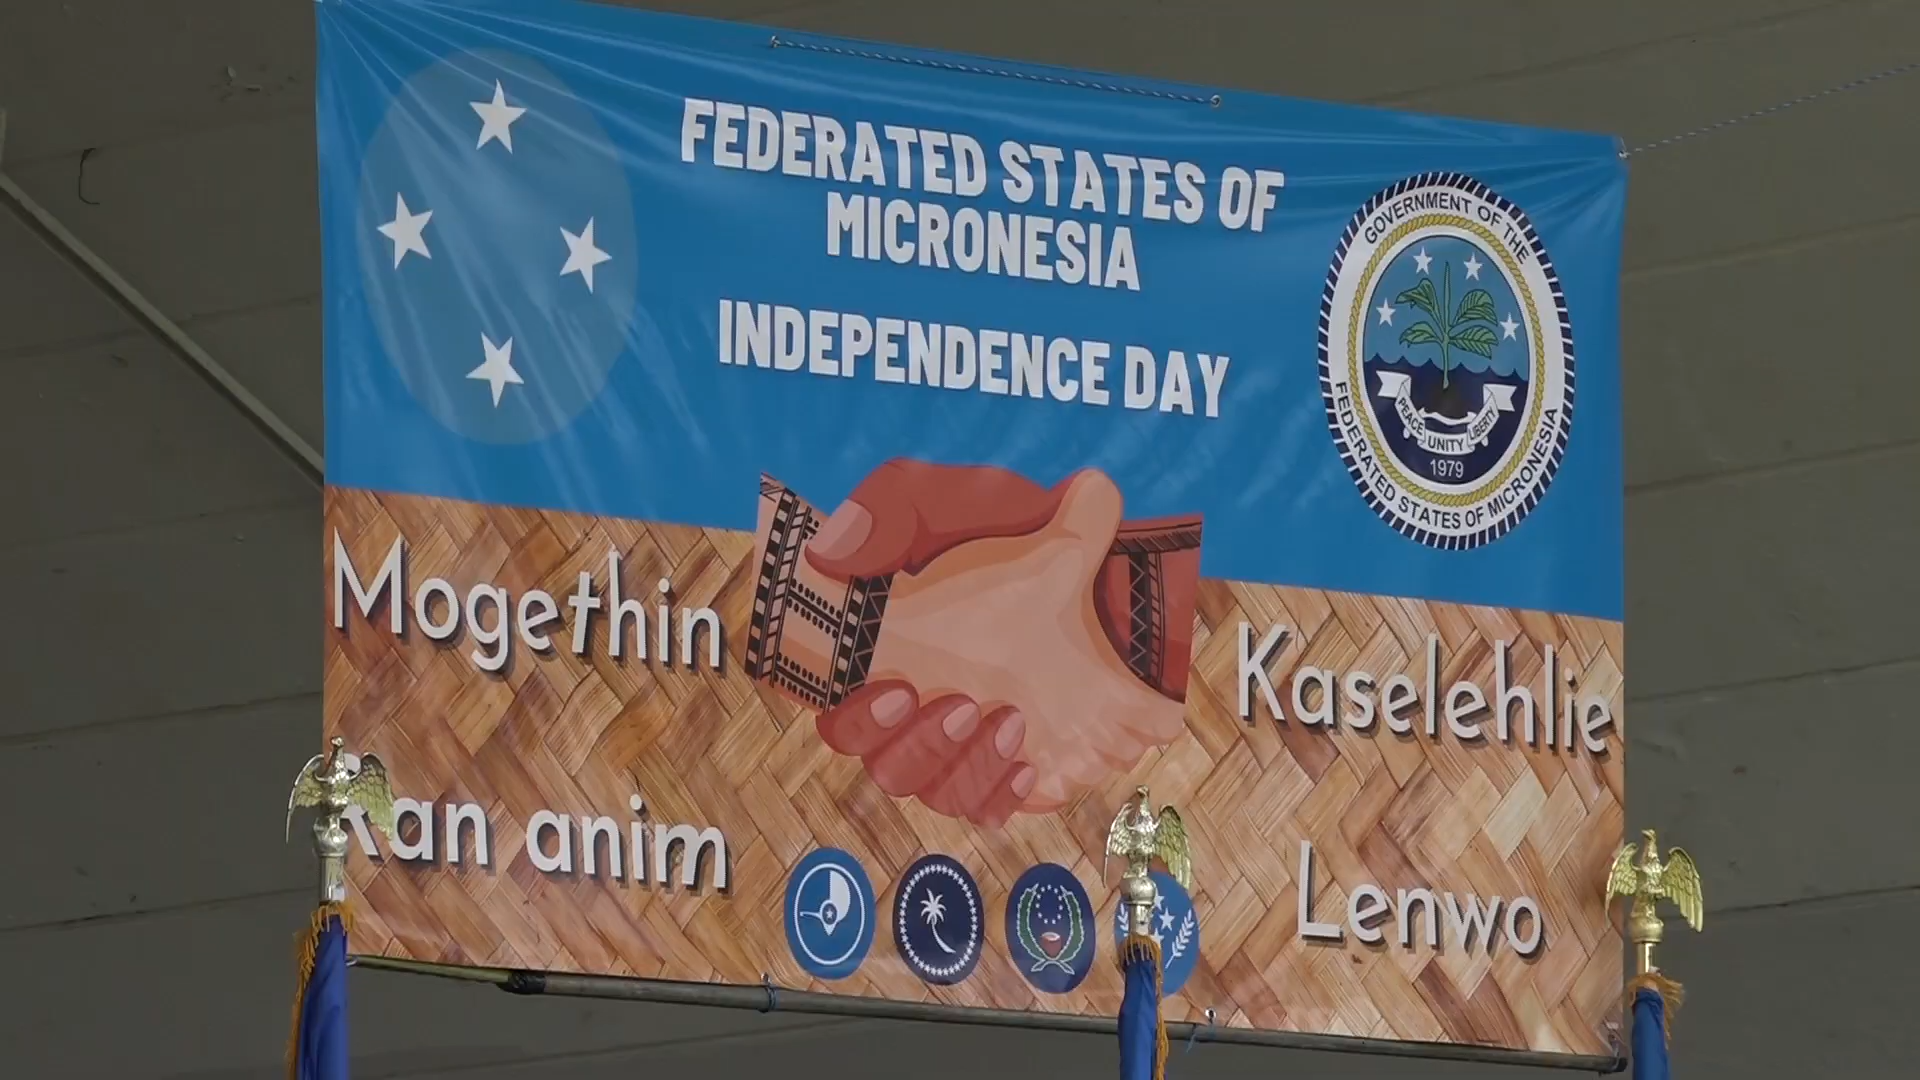 FEDERATED STATES OF
MICRONESIA
INDEPENDENCE DAY
GOVERNMENT OF THE
FEDERATED STATES OF MICRONESIA
PEACE UNITY LIBERTY
1979
Mogethin
Kaselehlie
Ran anim
Lenwo